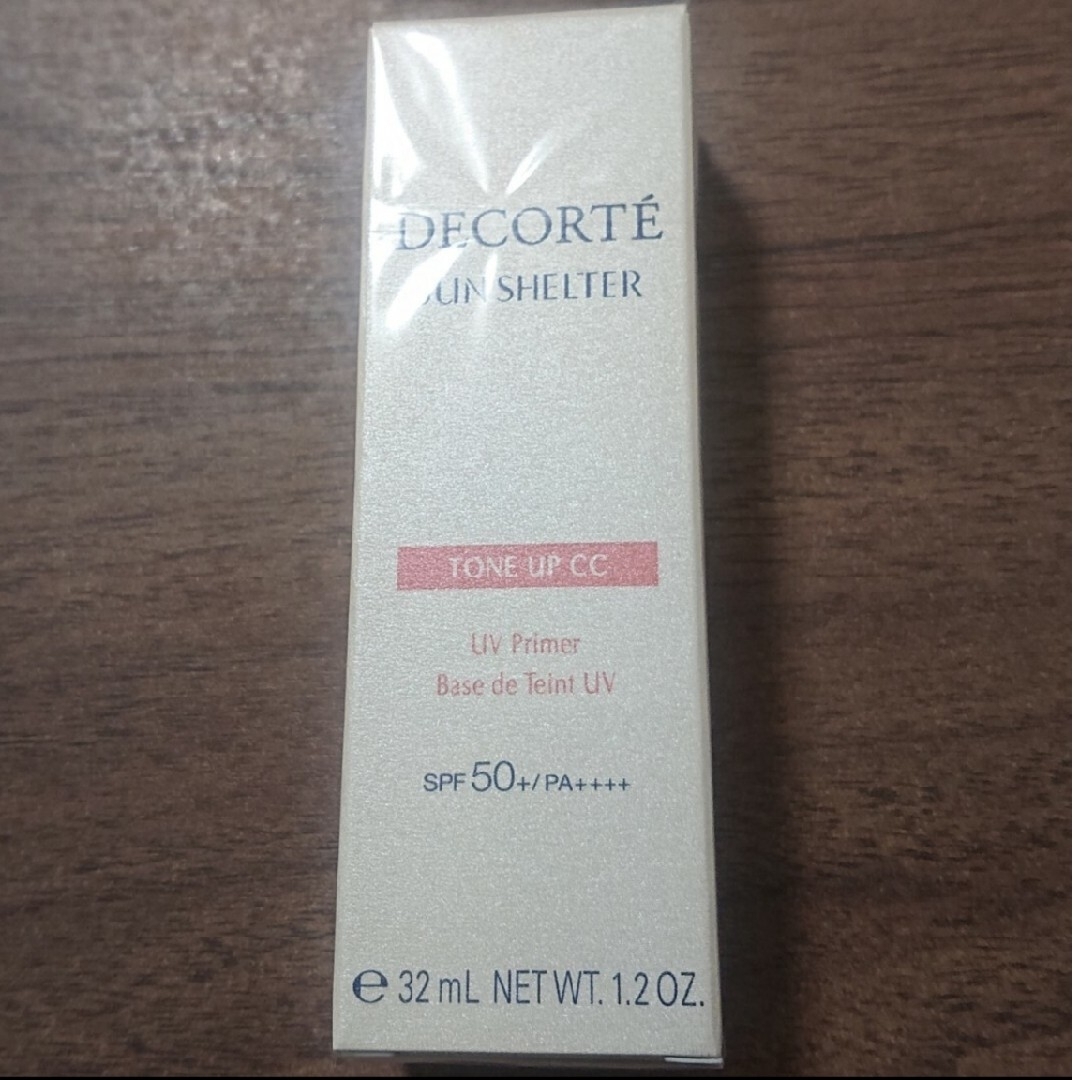 DECORTÉ
SUN SHELTER
TONE UP CC
UV Primer
Base de Teint UV
SPF 50+/PA++++
℮ 32 mL NET WT. 1.2 OZ.